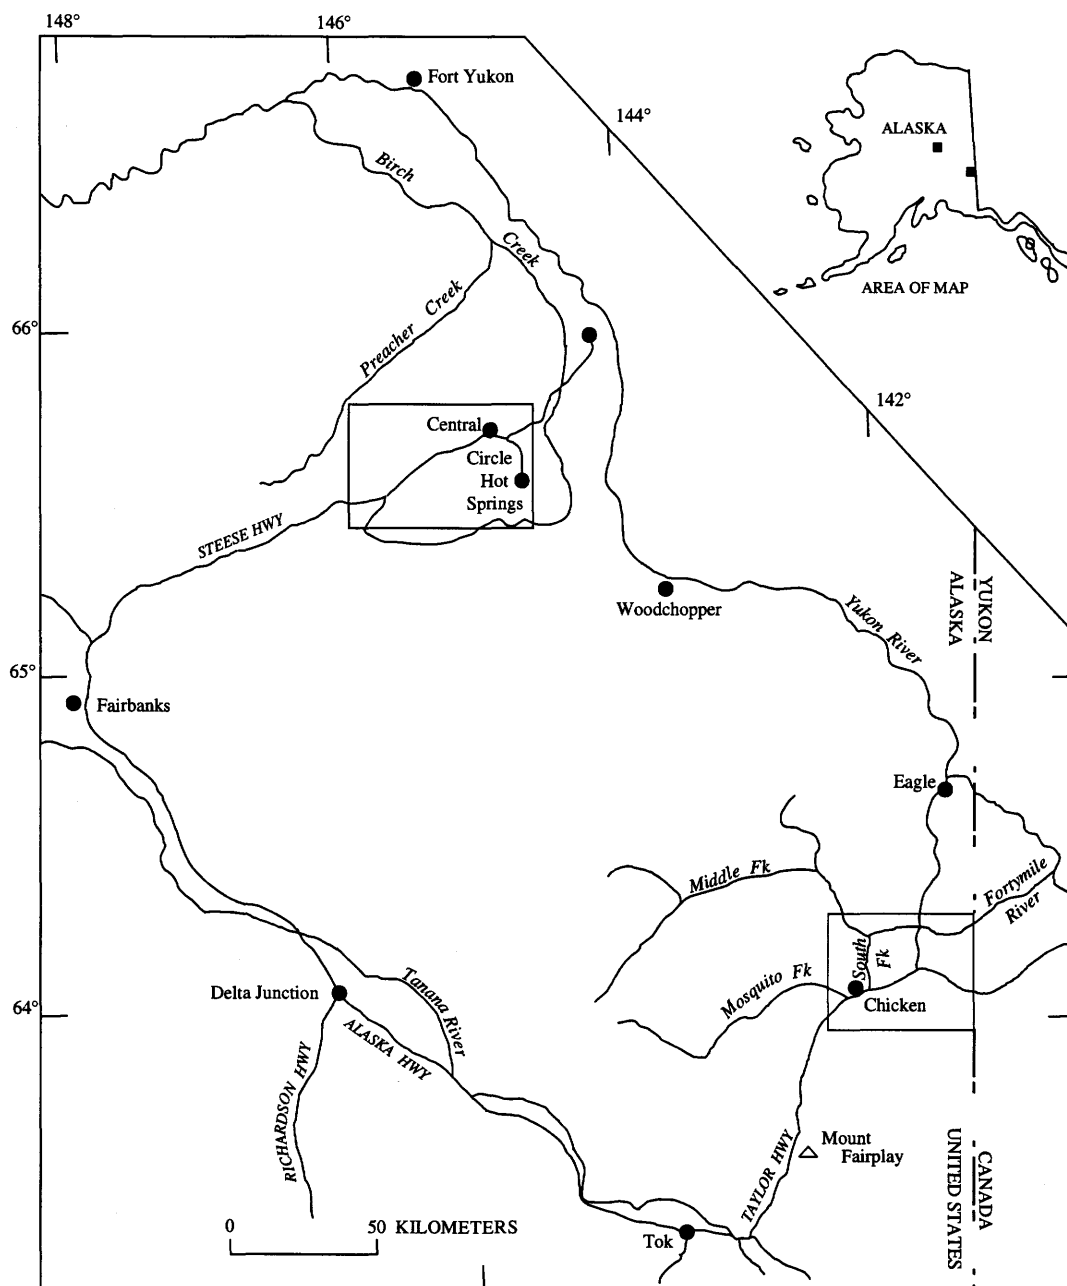 148°
146°
Fort Yukon
144°
ALASKA
AREA OF MAP
Birch
Creek
Preacher Creek
66°
142°
Central
Circle
Hot
Springs
STEESE HWY
Woodchopper
Yukon River
YUKON
ALASKA
65°
Fairbanks
Eagle
Middle Fk
Fortymile
River
South
Fk
Mosquito Fk
Chicken
64°
Delta Junction
Tanana River
ALASKA HWY
RICHARDSON HWY
TAYLOR HWY
Mount
Fairplay
CANADA
UNITED STATES
0 50 KILOMETERS
Tok